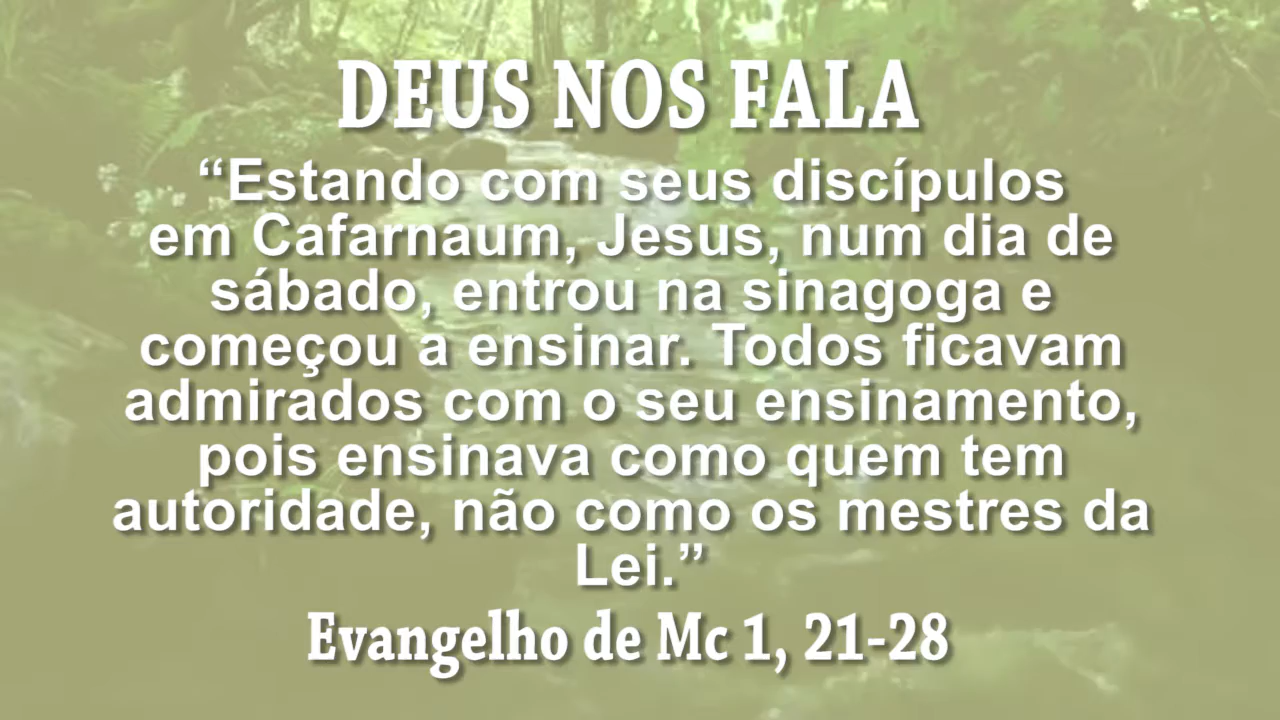 DEUS NOS FALA
“Estando com seus discípulos
em Cafarnaum, Jesus, num dia de
sábado, entrou na sinagoga e
começou a ensinar. Todos ficavam
admirados com o seu ensinamento,
pois ensinava como quem tem
autoridade, não como os mestres da
Lei.”
Evangelho de Mc 1, 21-28